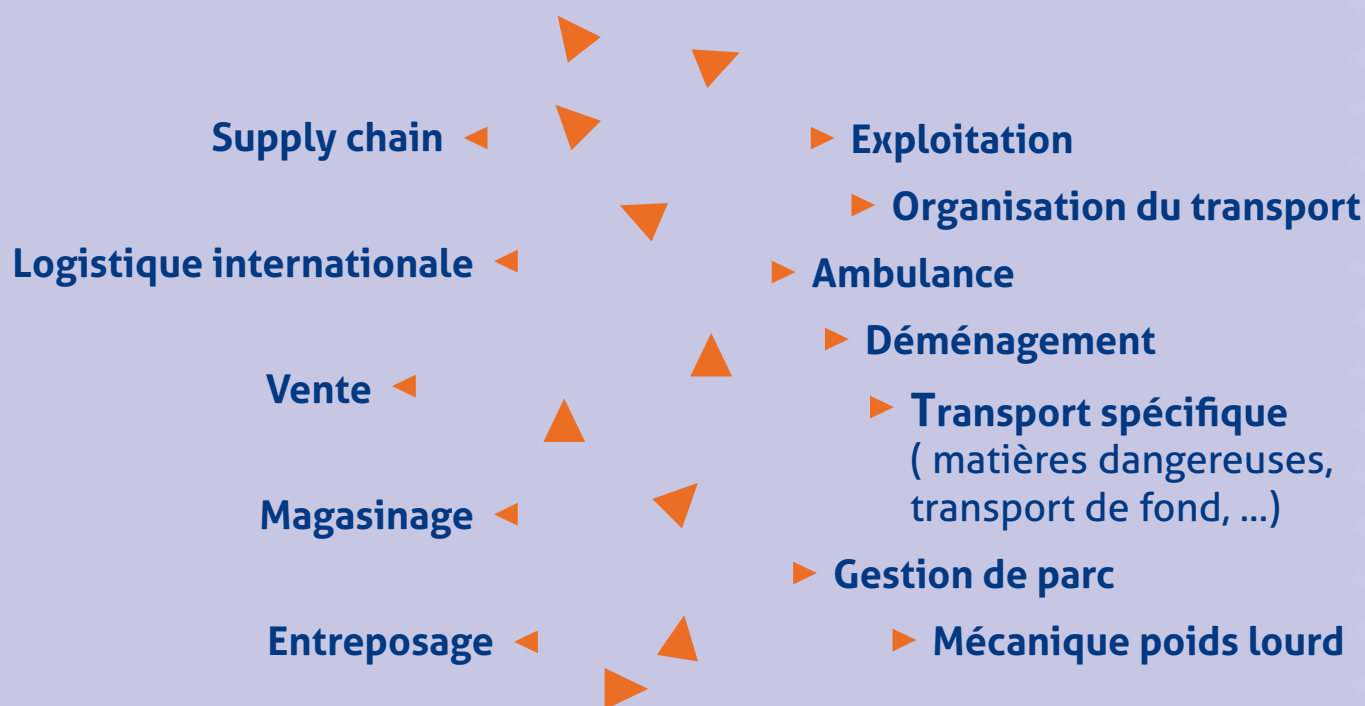 Supply chain
Logistique internationale
Vente
Magasinage
Entreposage
Exploitation
Organisation du transport
Ambulance
Déménagement
Transport spécifique
( matières dangereuses,
transport de fond, ...)
Gestion de parc
Mécanique poids lourd